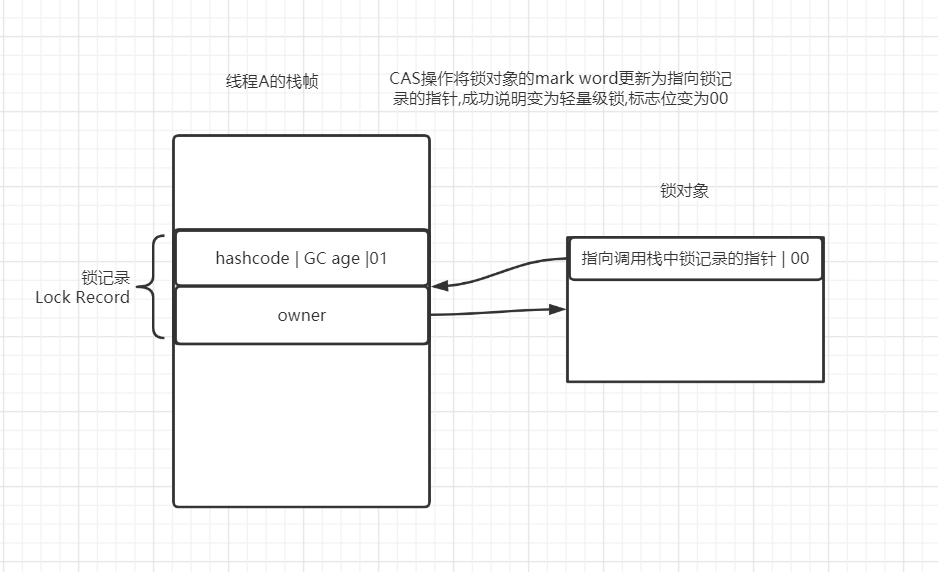 线程A的栈帧
CAS操作将锁对象的mark word更新为指向锁记
录的指针,成功说明变为轻量级锁,标志位变为00
锁对象
hashcode | GC age |01
指向调用栈中锁记录的指针 | 00
锁记录
Lock Record
owner